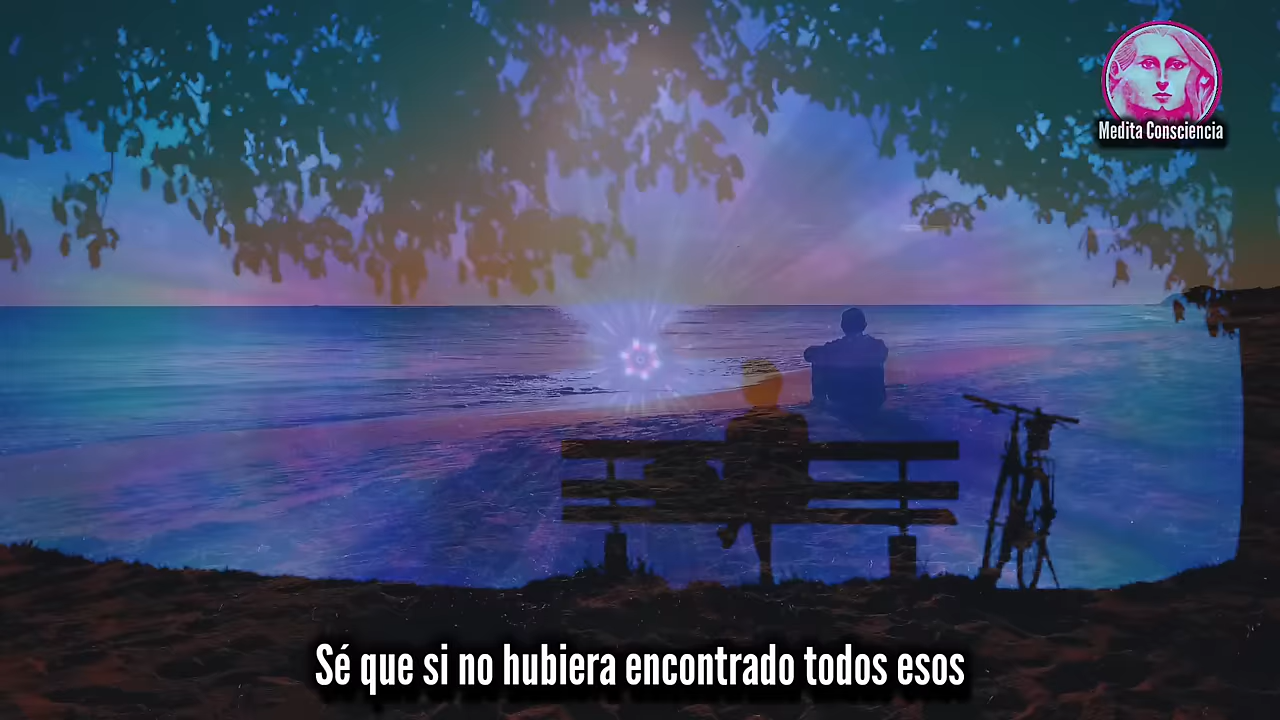 Medita Consciencia
Sé que si no hubiera encontrado todos esos